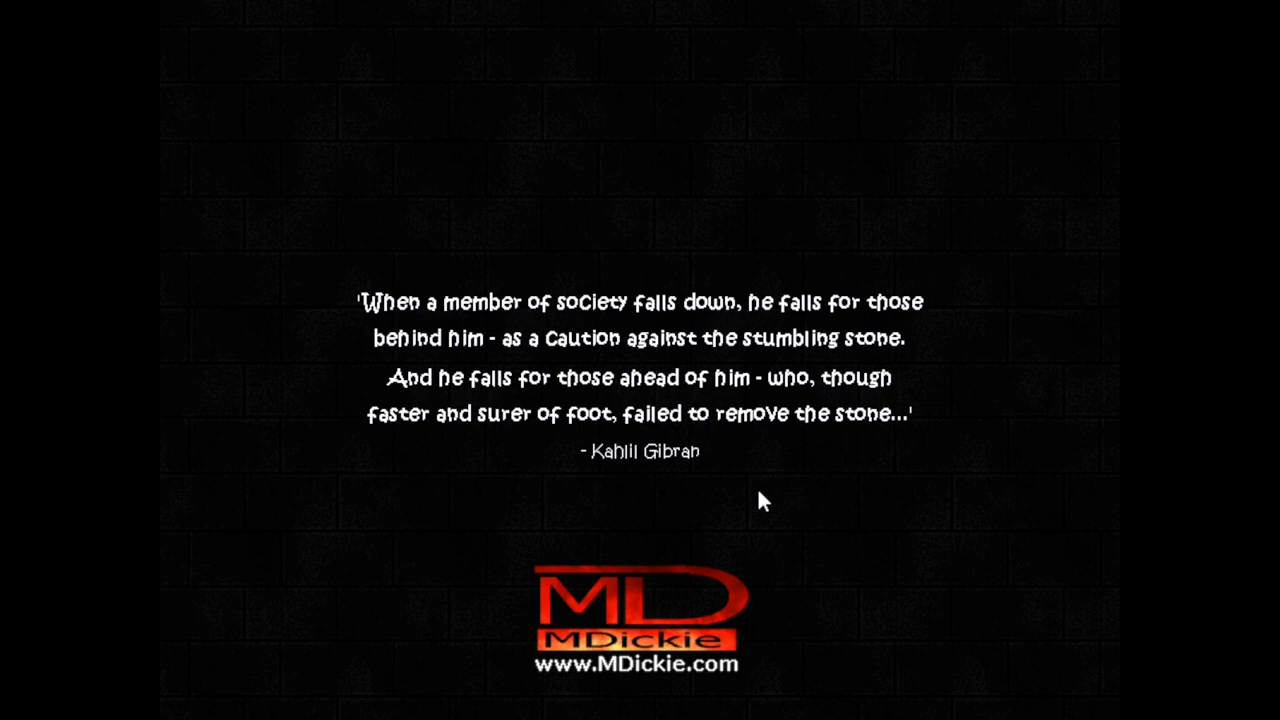 'When a member of society falls down, he falls for those
behind him - as a caution against the stumbling stone.
And he falls for those ahead of him - who, though
faster and surer of foot, failed to remove the stone...'
- Kahlil Gibran
MD
MDickie
www.MDickie.com